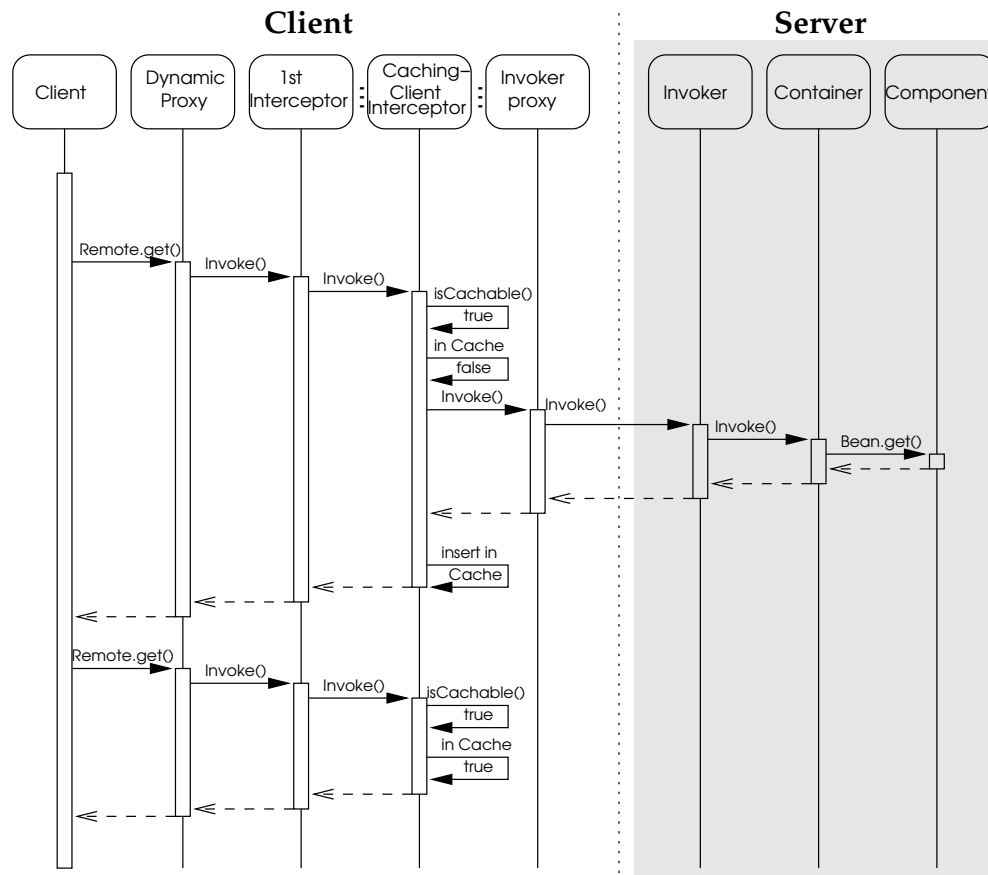 Client
Server
Client
Dynamic
Proxy
1st
Interceptor
Caching–
Client
Interceptor
Invoker
proxy
Invoker
Container
Component
Remote.get()
Invoke()
Invoke()
isCachable()
true
in Cache
false
Invoke()
Invoke()
Invoke()
Bean.get()
insert in
Cache
Remote.get()
Invoke()
Invoke()
isCachable()
true
in Cache
true